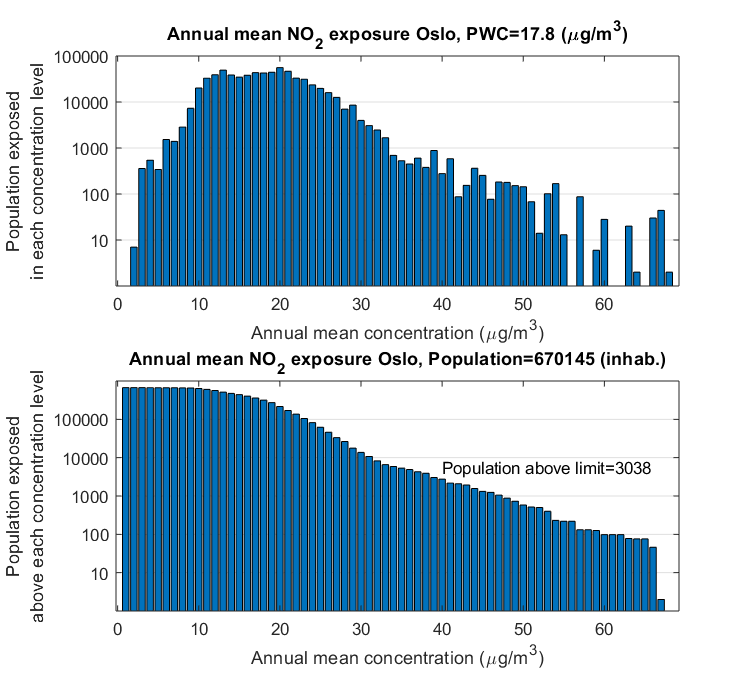 Annual mean NO2 exposure Oslo, PWC=17.8 (μg/m3)
Population exposed
in each concentration level
100000
10000
1000
100
10
0 10 20 30 40 50 60
Annual mean concentration (μg/m3)
Annual mean NO2 exposure Oslo, Population=670145 (inhab.)
Population exposed
above each concentration level
100000
10000
1000
100
10
Population above limit=3038
0 10 20 30 40 50 60
Annual mean concentration (μg/m3)